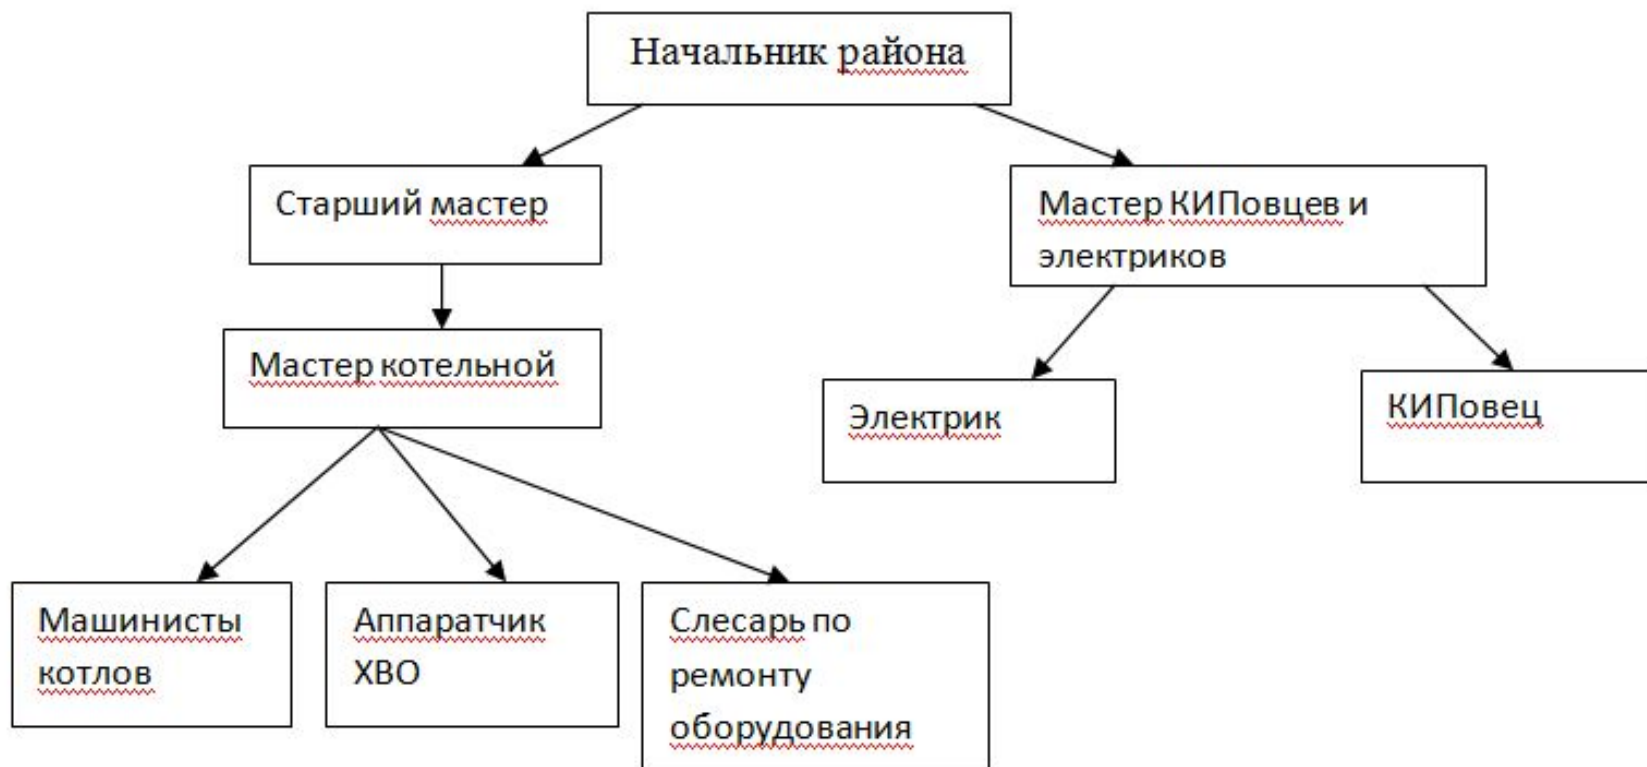 Начальник района
Старший мастер
Мастер КИПовцев и
электриков
Мастер котельной
Электрик
КИПовец
Машинисты
котлов
Аппаратчик
ХВО
Слесарь по
ремонту
оборудования